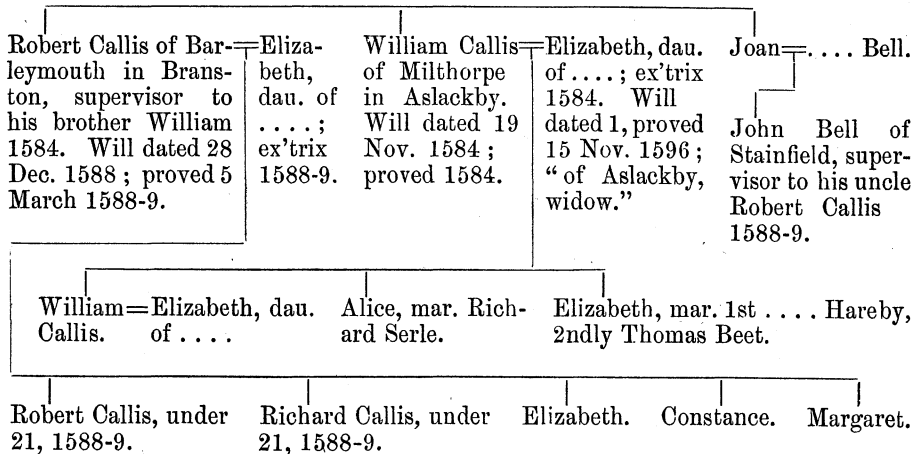 Robert Callis of Bar-
leymouth in Brans-
ton, supervisor to
his brother William
1584. Will dated 28
Dec. 1588 ; proved 5
March 1588-9.
=Eliza-
beth,
dau. of
. . . . ;
ex'trix
1588-9.
William Callis=
of Milthorpe
in Aslackby.
Will dated 19
Nov. 1584 ;
proved 1584.
Elizabeth, dau.
of . . . . ; ex'trix
1584. Will
dated 1, proved
15 Nov. 1596 ;
“ of Aslackby,
widow.”
Joan=. . . . Bell.
John Bell of
Stainfield, super-
visor to his uncle
Robert Callis
1588-9.
William=Elizabeth, dau.
Callis. of . . . .
Alice, mar. Rich-
ard Serle.
Elizabeth, mar. 1st . . . . Hareby,
2ndly Thomas Beet.
Robert Callis, under
21, 1588-9.
Richard Callis, under
21, 1588-9.
Elizabeth.
Constance.
Margaret.